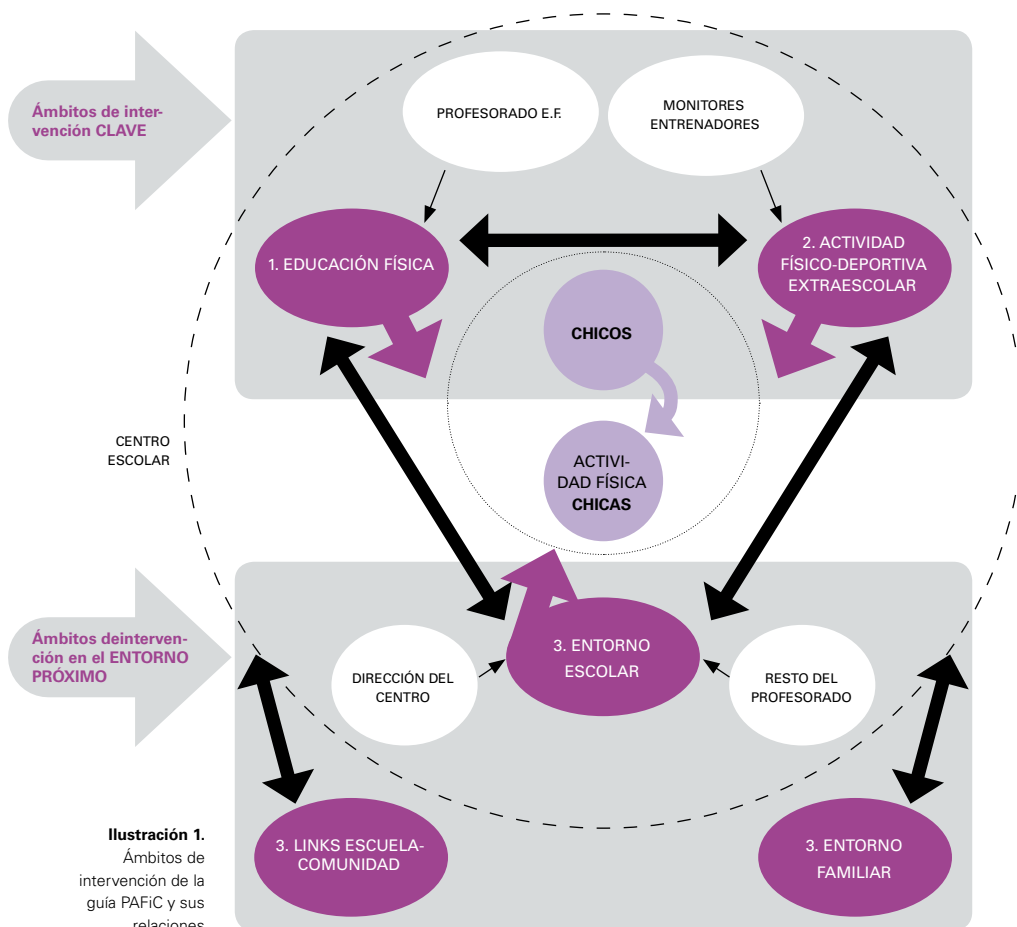 Ámbitos de inter-
vención CLAVE
PROFESORADO E.F.
MONITORES
ENTRENADORES
1. EDUCACIÓN FÍSICA
2. ACTIVIDAD
FÍSICO-DEPORTIVA
EXTRAESCOLAR
CHICOS
CENTRO
ESCOLAR
ACTIVI-
DAD FÍSICA
CHICAS
Ámbitos deinterven-
ción en el ENTORNO
PRÓXIMO
DIRECCIÓN DEL
CENTRO
3. ENTORNO
ESCOLAR
RESTO DEL
PROFESORADO
3. LINKS ESCUELA-
COMUNIDAD
3. ENTORNO
FAMILIAR
Ilustración 1.
Ámbitos de
intervención de la
guía PAFiC y sus
relaciones